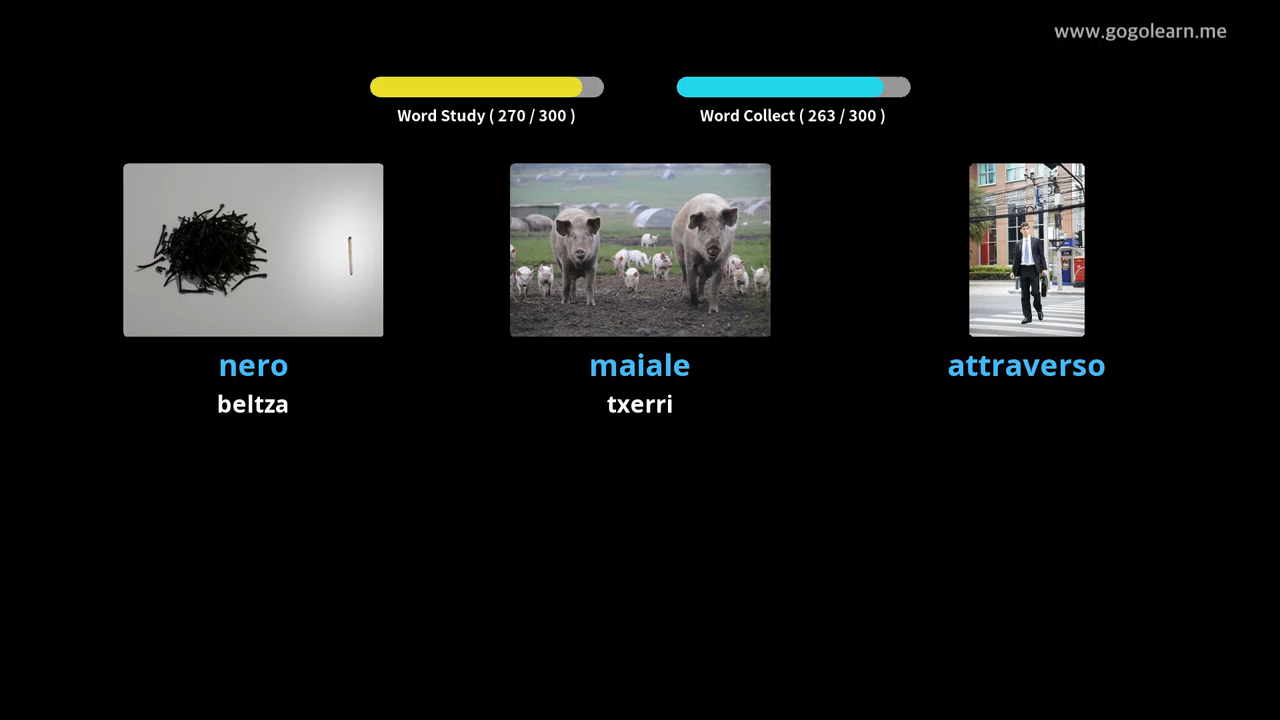 www.gogolearn.me
Word Study ( 270 / 300 )
Word Collect ( 263 / 300 )
nero
maiale
attraverso
beltza
txerri